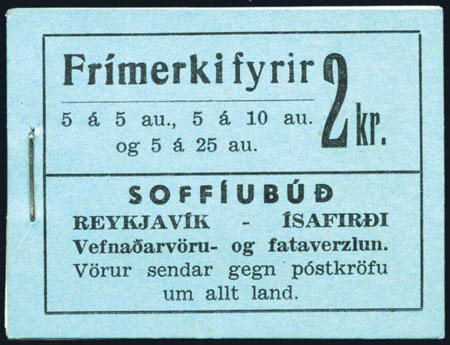 Frímerki fyrir 2 kr.
5 á 5 au., 5 á 10 au.
og 5 á 25 au.
SOFFÍUBÚÐ
REYKJAVÍK - ÍSAFIRÐI
Vefnaðarvöru- og fataverzlun.
Vörur sendar gegn póstkröfu
um allt land.